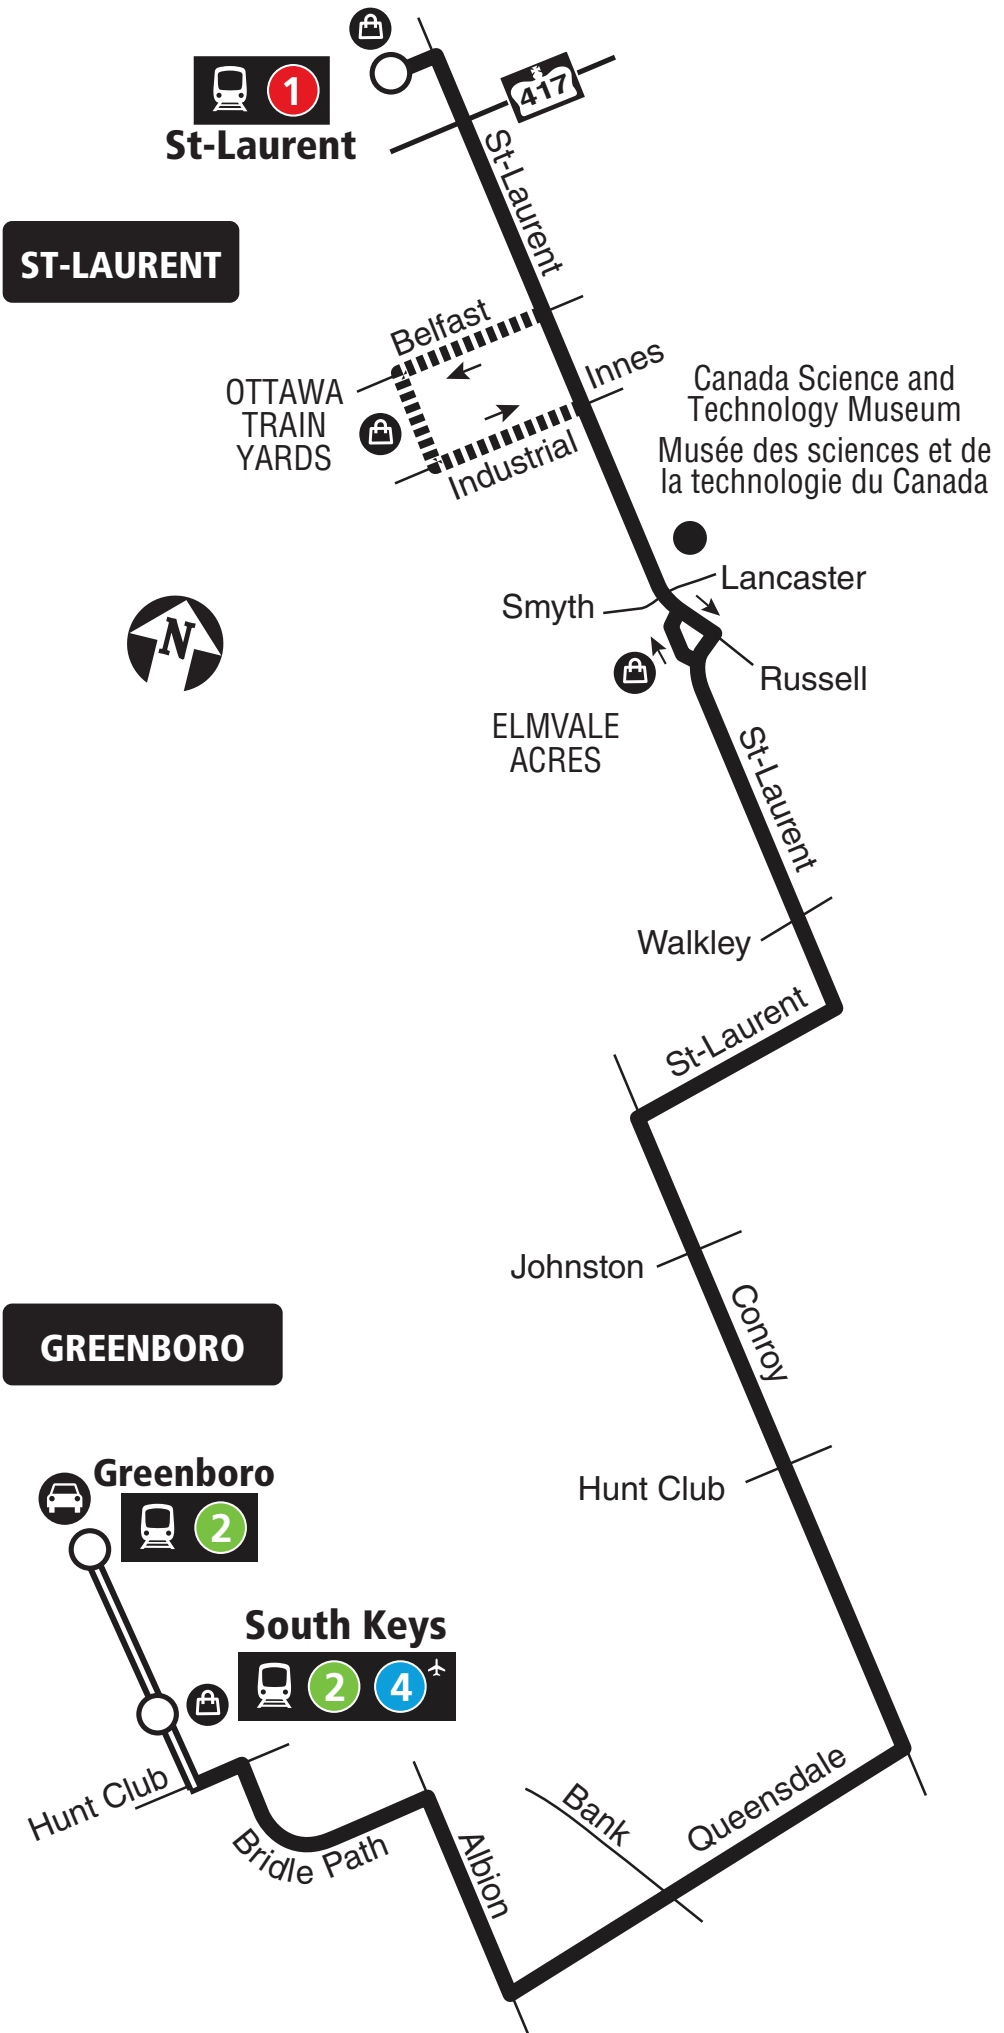 1
St-Laurent
417
St-Laurent
ST-LAURENT
Belfast
Innes
OTTAWA
TRAIN
YARDS
Industrial
Canada Science and
Technology Museum
Musée des sciences et de
la technologie du Canada
Lancaster
Smyth
N
Russell
ELMVALE
ACRES
St-Laurent
Walkley
St-Laurent
Johnston
Conroy
GREENBORO
Greenboro
2
Hunt Club
South Keys
2 4
Hunt Club
Bridle Path
Albion
Bank
Queensdale